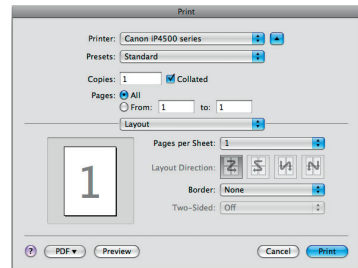 Print
Printer: Canon iP4500 series
Presets: Standard
Copies: 1 Collated
Pages: All
From: 1 to: 1
Layout
Pages per Sheet: 1
Layout Direction:
Border: None
Two-Sided: Off
1
? PDF ▾ Preview Cancel Print